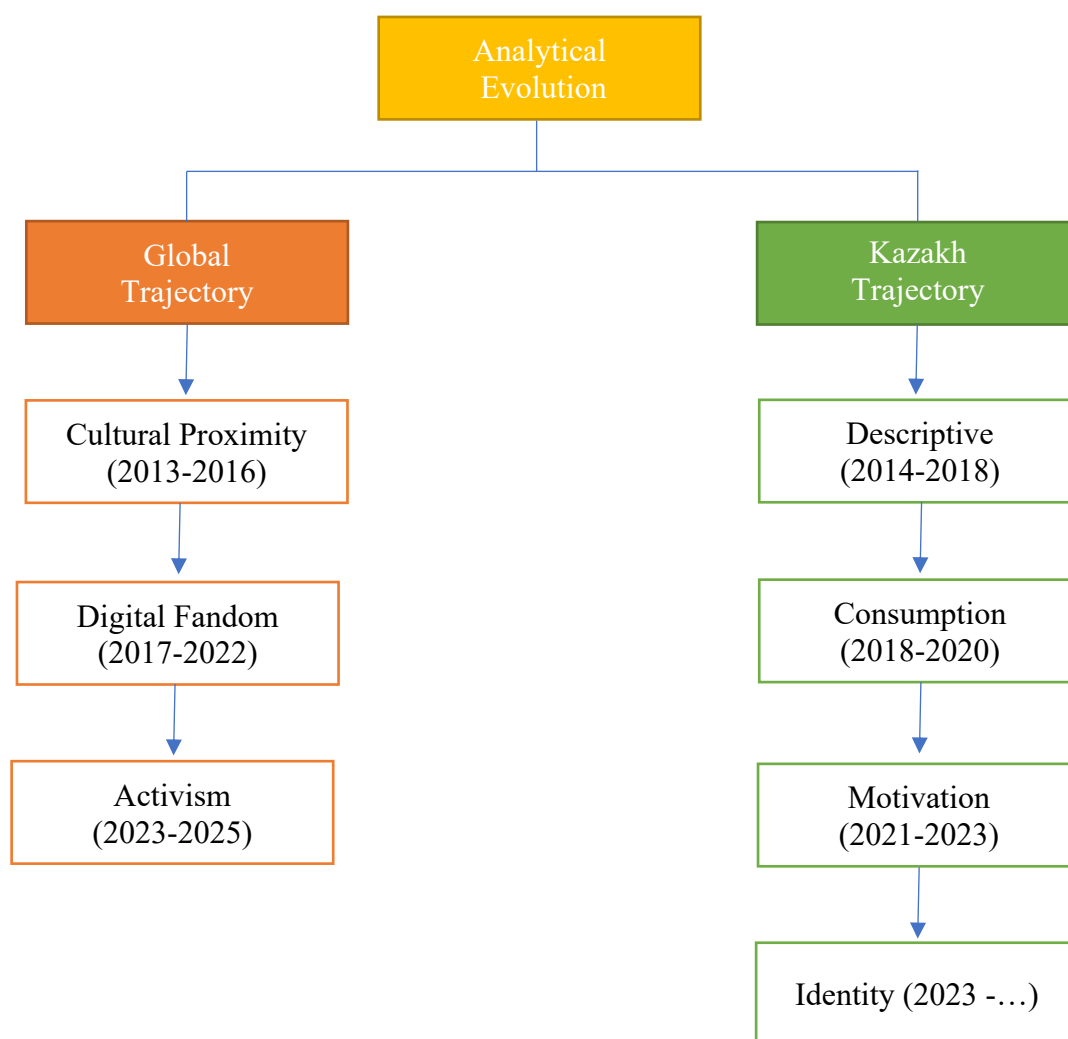 Analytical
Evolution
Global
Trajectory
Cultural Proximity
(2013-2016)
Digital Fandom
(2017-2022)
Activism
(2023-2025)
Kazakh
Trajectory
Descriptive
(2014-2018)
Consumption
(2018-2020)
Motivation
(2021-2023)
Identity (2023 -…)